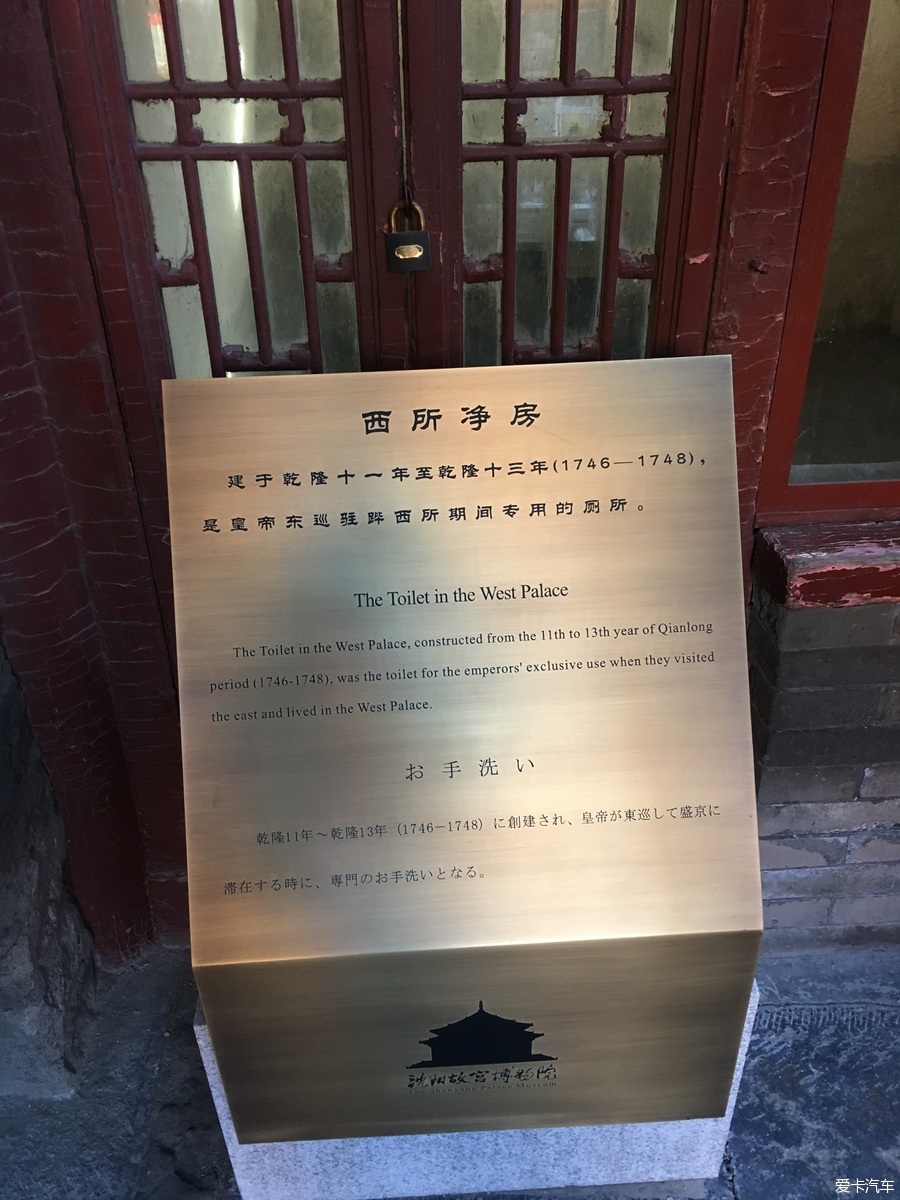 西所净房
建于乾隆十一年至乾隆十三年(1746—1748)，
是皇帝东巡驻跸西所期间专用的厕所。
The Toilet in the West Palace
The Toilet in the West Palace, constructed from the 11th to 13th year of Qianlong
period (1746-1748), was the toilet for the emperors' exclusive use when they visited
the east and lived in the West Palace.
お手洗い
乾隆11年～乾隆13年（1746－1748）に創建され、皇帝が東巡して盛京に
滞在する時に、専門のお手洗いとなる。
沈阳故宫博物院
The Shenyang Palace Museum
爱卡汽车